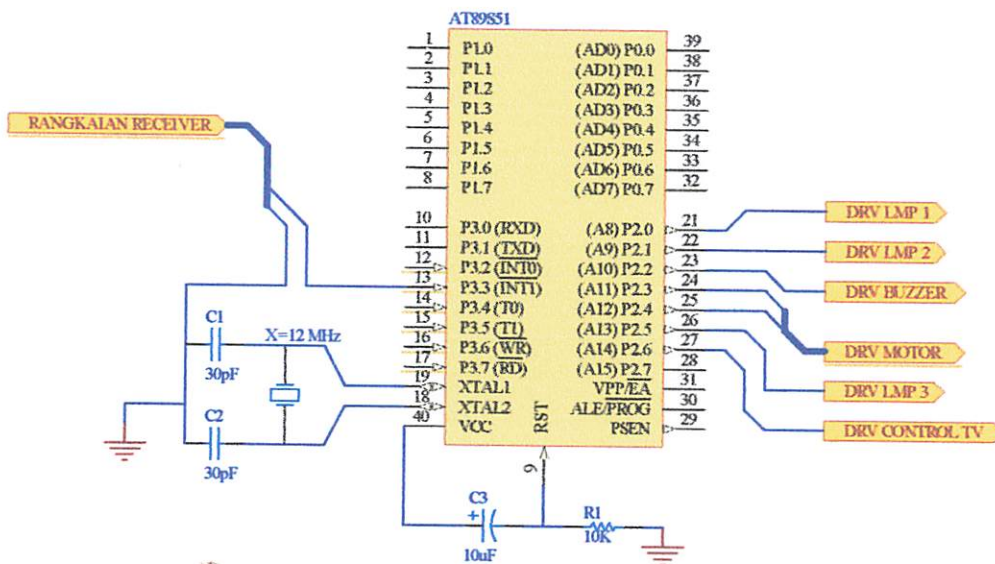 AT89S51
1 P1.0 (AD0) P0.0 39
2 P1.1 (AD1) P0.1 38
3 P1.2 (AD2) P0.2 37
4 P1.3 (AD3) P0.3 36
5 P1.4 (AD4) P0.4 35
6 P1.5 (AD5) P0.5 34
7 P1.6 (AD6) P0.6 33
8 P1.7 (AD7) P0.7 32
RANGKAIAN RECEIVER
10 P3.0 (RXD) (A8) P2.0 21
11 P3.1 (TXD) (A9) P2.1 22
12 P3.2 (INT0) (A10) P2.2 23
13 P3.3 (INT1) (A11) P2.3 24
14 P3.4 (T0) (A12) P2.4 25
15 P3.5 (T1) (A13) P2.5 26
16 P3.6 (WR) (A14) P2.6 27
17 P3.7 (RD) (A15) P2.7 28
19 XTAL1 VPP/EA 31
18 XTAL2 ALE/PROG 30
40 VCC PSEN 29
RST
9
DRV LMP 1
DRV LMP 2
DRV BUZZER
DRV MOTOR
DRV LMP 3
DRV CONTROL TV
C1
30pF
X=12 MHz
C2
30pF
C3
+
10uF
R1
10K